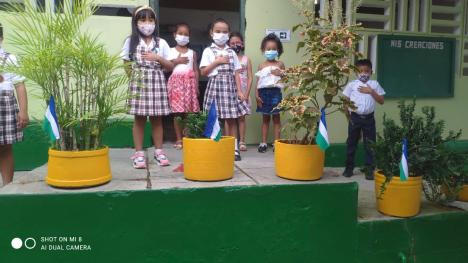 MIS CREACIONES
SHOT ON MI 8
AI DUAL CAMERA